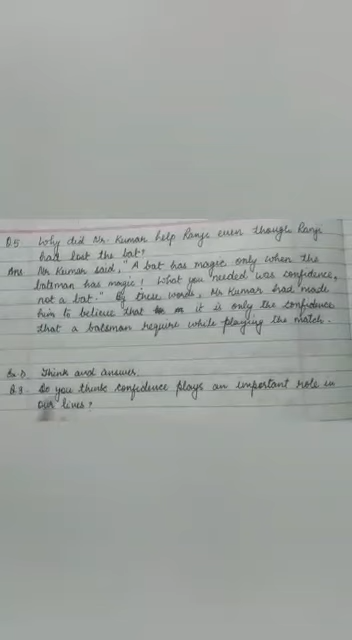 Q.5. Why did Mr. Kumar help Ranji even though Ranji
had lost the bat?
Ans Mr Kumar said, "A bat has magic only when the
batsman has magic! What you needed was confidence,
not a bat." By these words, Mr Kumar had made
him to believe that it is only the confidence
that a batsman require while playing the match.
Ex-D Think and answer.
Q.3. Do you think confidence plays an important role in
our lives?